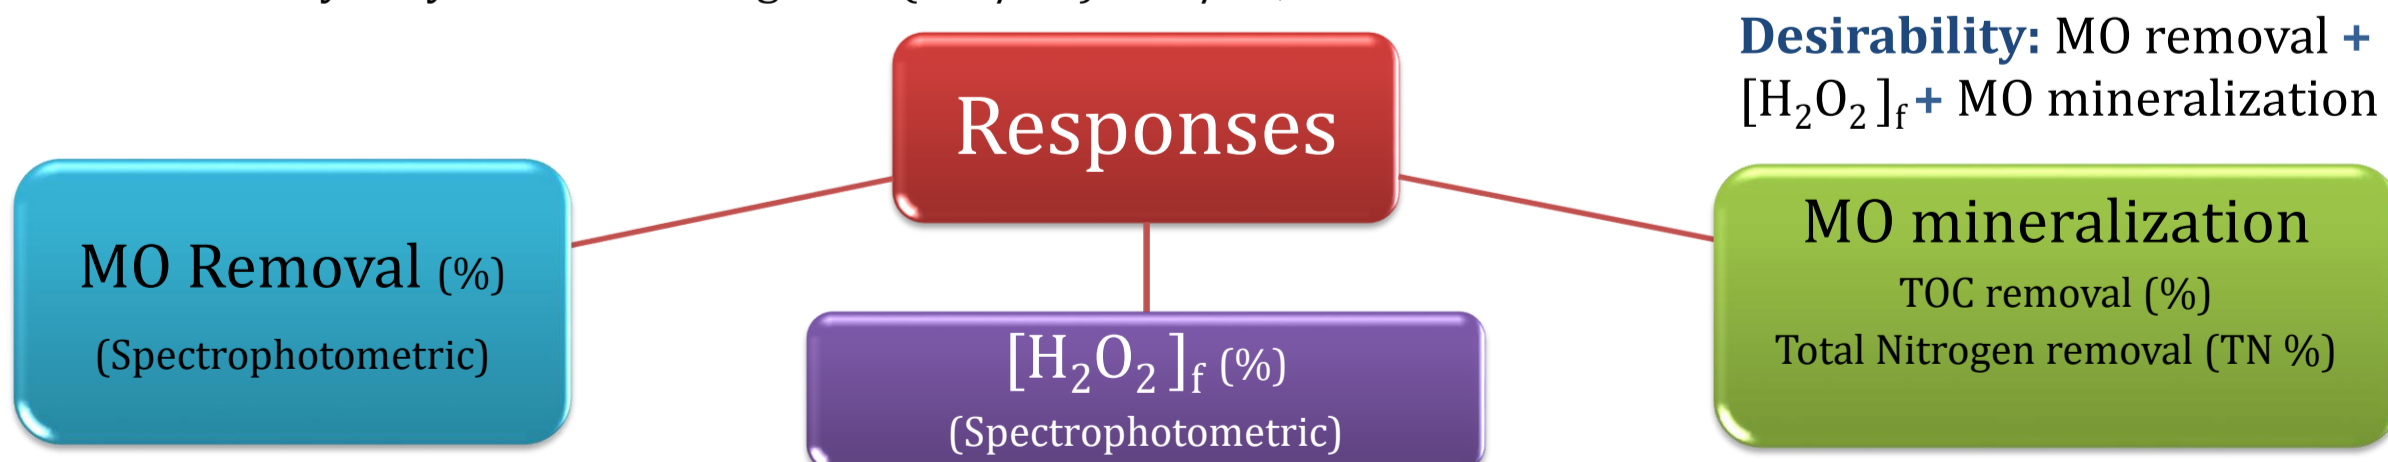 Desirability: MO removal +
[H₂O₂]f + MO mineralization
Responses
MO Removal (%)
(Spectrophotometric)
[H₂O₂]f (%)
(Spectrophotometric)
MO mineralization
TOC removal (%)
Total Nitrogen removal (TN %)